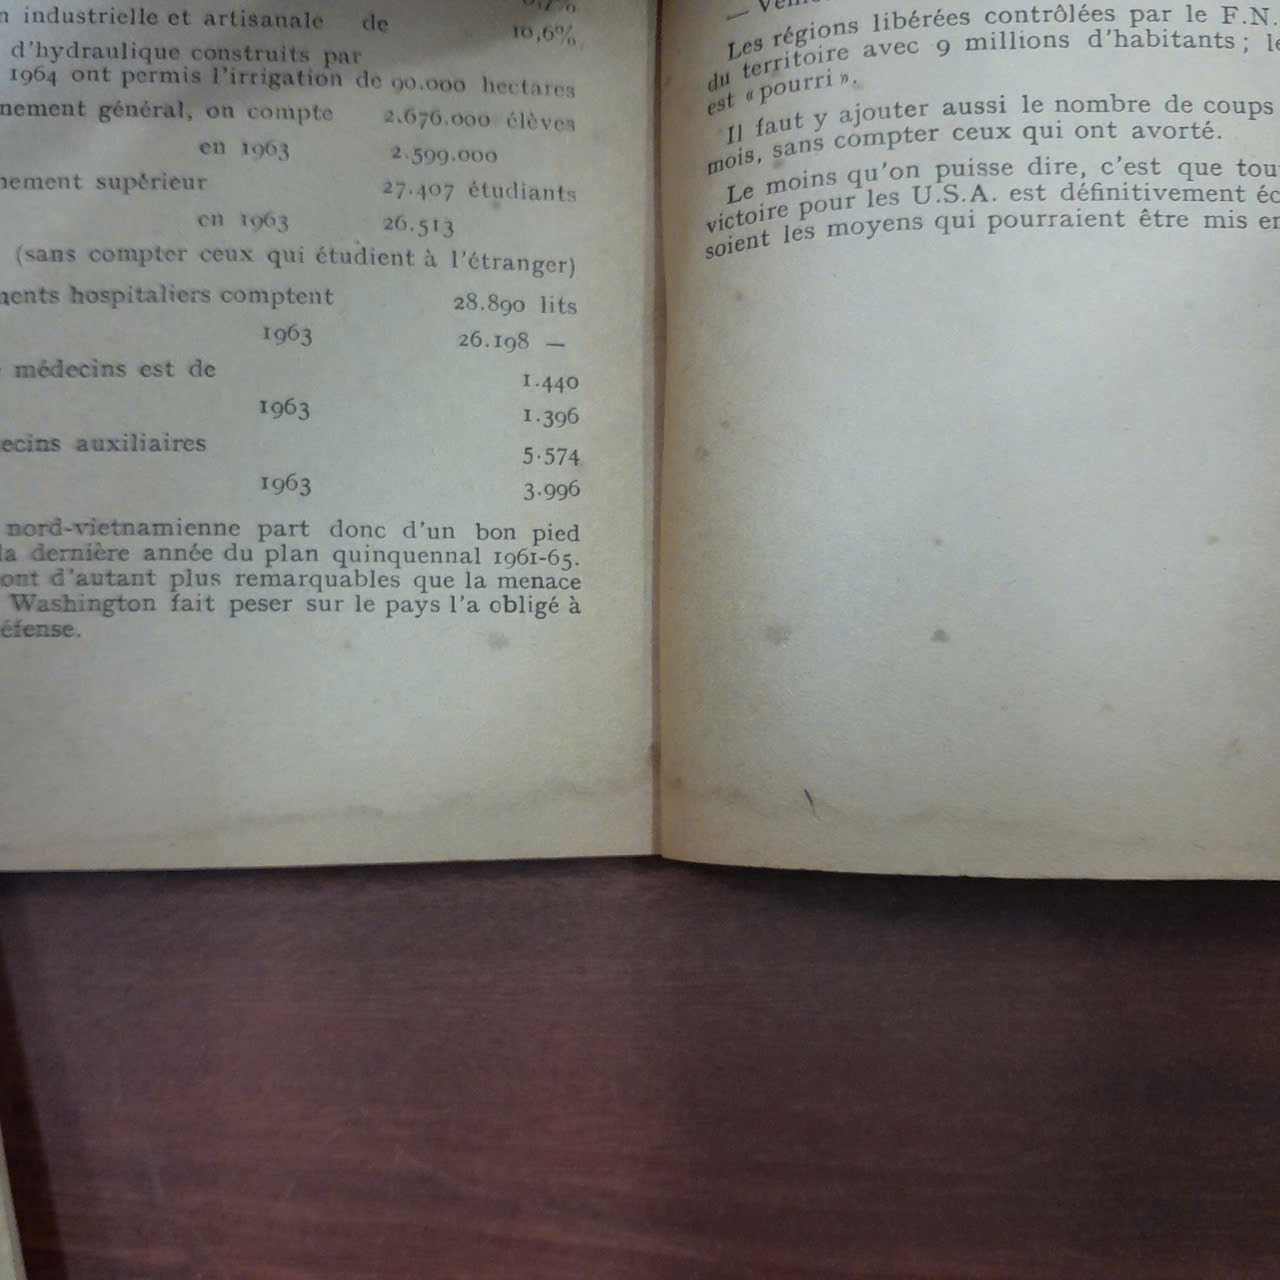 industrielle et artisanale de 10,6%
d'hydraulique construits par
1964 ont permis l'irrigation de 90.000 hectares
nement général, on compte 2.676.000 élèves
en 1963 2.599.000
nement supérieur 27.407 étudiants
en 1963 26.513
(sans compter ceux qui étudient à l'étranger)
ments hospitaliers comptent 28.890 lits
1963 26.198 —
médecins est de 1.440
1963 1.396
ecins auxiliaires 5.574
1963 3.996
nord-vietnamienne part donc d'un bon pied
la dernière année du plan quinquennal 1961-65.
ont d'autant plus remarquables que la menace
Washington fait peser sur le pays l'a obligé à
éfense.
Les régions libérées contrôlées par le F.N.
du territoire avec 9 millions d'habitants ; le
est « pourri ».
Il faut y ajouter aussi le nombre de coups
mois, sans compter ceux qui ont avorté.
Le moins qu'on puisse dire, c'est que tou
victoire pour les U.S.A. est définitivement éc
soient les moyens qui pourraient être mis en